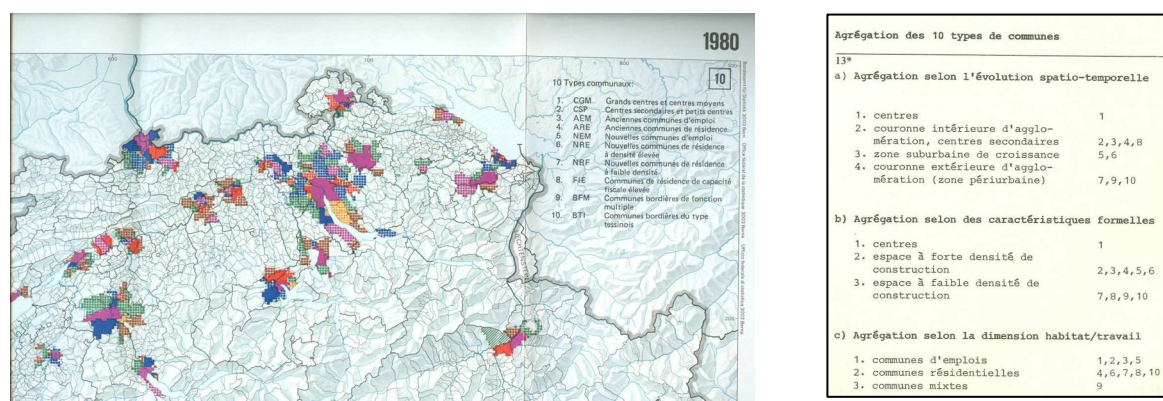 1980
10
10 Types communaux:
1. CGM Grands centres et centres moyens
2. CSP Centres secondaires et petits centres
3. AEM Anciennes communes d'emploi
4. ARE Anciennes communes de résidence
5. NEM Nouvelles communes d'emploi
6. NRE Nouvelles communes de résidence
à densité élevée
7. NBF Nouvelles communes de résidence
à faible densité
8. FIE Communes de résidence de capacité
fiscale élevée
9. BFM Communes bordières de fonction
multiple
10. BTI Communes bordières du type
tessinois
Agrégation des 10 types de communes
13*
a) Agrégation selon l'évolution spatio-temporelle
1. centres 1
2. couronne intérieure d'agglo-
mération, centres secondaires 2,3,4,8
3. zone suburbaine de croissance 5,6
4. couronne extérieure d'agglo-
mération (zone périurbaine) 7,9,10
b) Agrégation selon des caractéristiques formelles
1. centres 1
2. espace à forte densité de
construction 2,3,4,5,6
3. espace à faible densité de
construction 7,8,9,10
c) Agrégation selon la dimension habitat/travail
1. communes d'emplois 1,2,3,5
2. communes résidentielles 4,6,7,8,10
3. communes mixtes 9